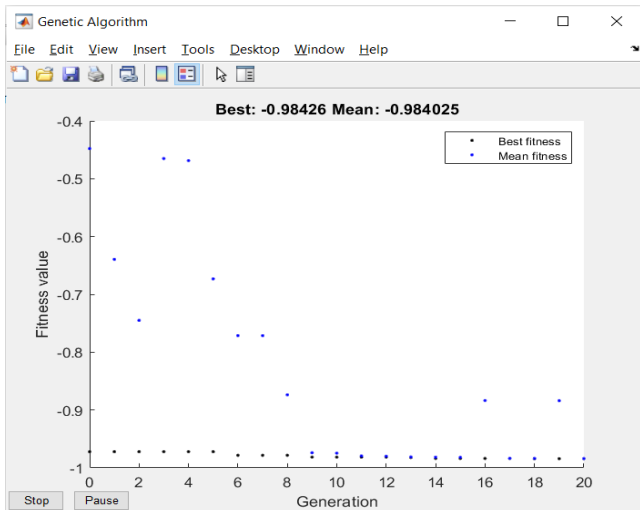 Genetic Algorithm
File Edit View Insert Tools Desktop Window Help
Best: -0.98426 Mean: -0.984025
Best fitness
Mean fitness
-0.4
-0.5
-0.6
-0.7
-0.8
-0.9
-1
Fitness value
0 2 4 6 8 10 12 14 16 18 20
Generation
Stop Pause